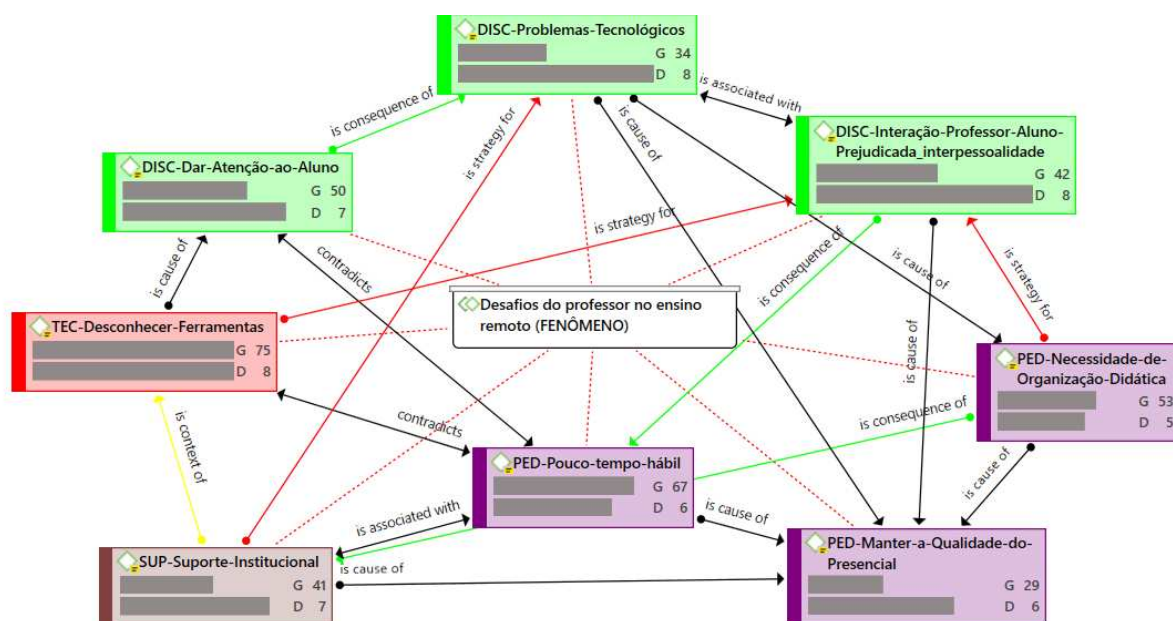 DISC-Problemas-Tecnológicos
G 34
D 8
is associated with
is consequence of
is strategy for
is cause of
DISC-Interação-Professor-Aluno-
Prejudicada_interpessoalidade
G 42
D 8
DISC-Dar-Atenção-ao-Aluno
G 50
D 7
is cause of
contradicts
is strategy for
is consequence of
is cause of
is strategy for
is cause of
Desafios do professor no ensino
remoto (FENÔMENO)
TEC-Desconhecer-Ferramentas
G 75
D 8
PED-Necessidade-de-
Organização-Didática
G 53
D 5
contradicts
is consequence of
is context of
is cause of
PED-Pouco-tempo-hábil
G 67
D 6
is associated with
is cause of
SUP-Suporte-Institucional
G 41
D 7
is cause of
PED-Manter-a-Qualidade-do-
Presencial
G 29
D 6